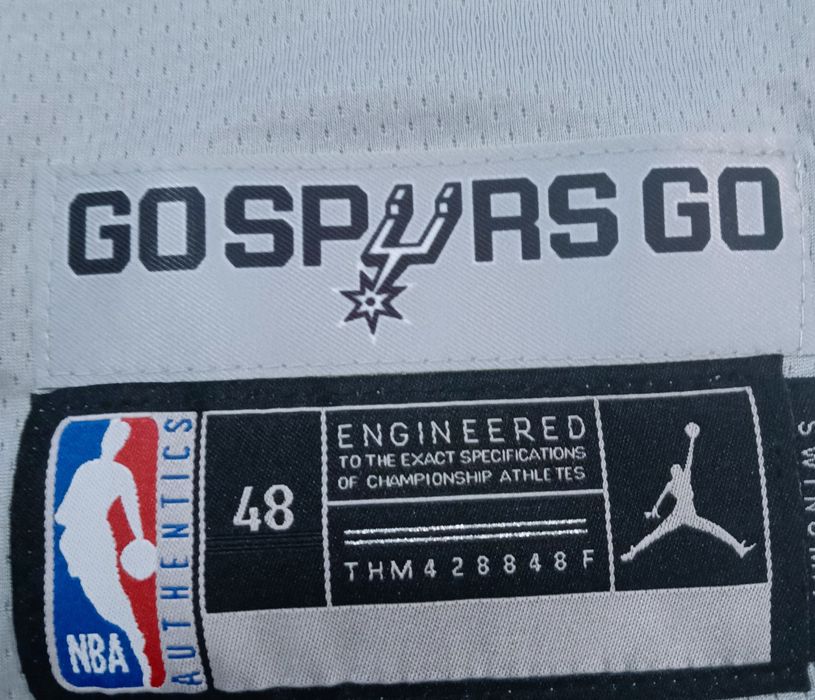 GO SPURS GO
NBA
AUTHENTICS
48
ENGINEERED
TO THE EXACT SPECIFICATIONS
OF CHAMPIONSHIP ATHLETES
THM428848F